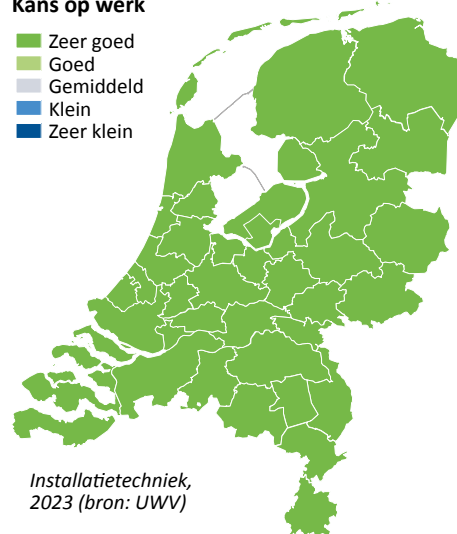 Kans op werk
Zeer goed
Goed
Gemiddeld
Klein
Zeer klein
Installatietechniek,
2023 (bron: UWV)